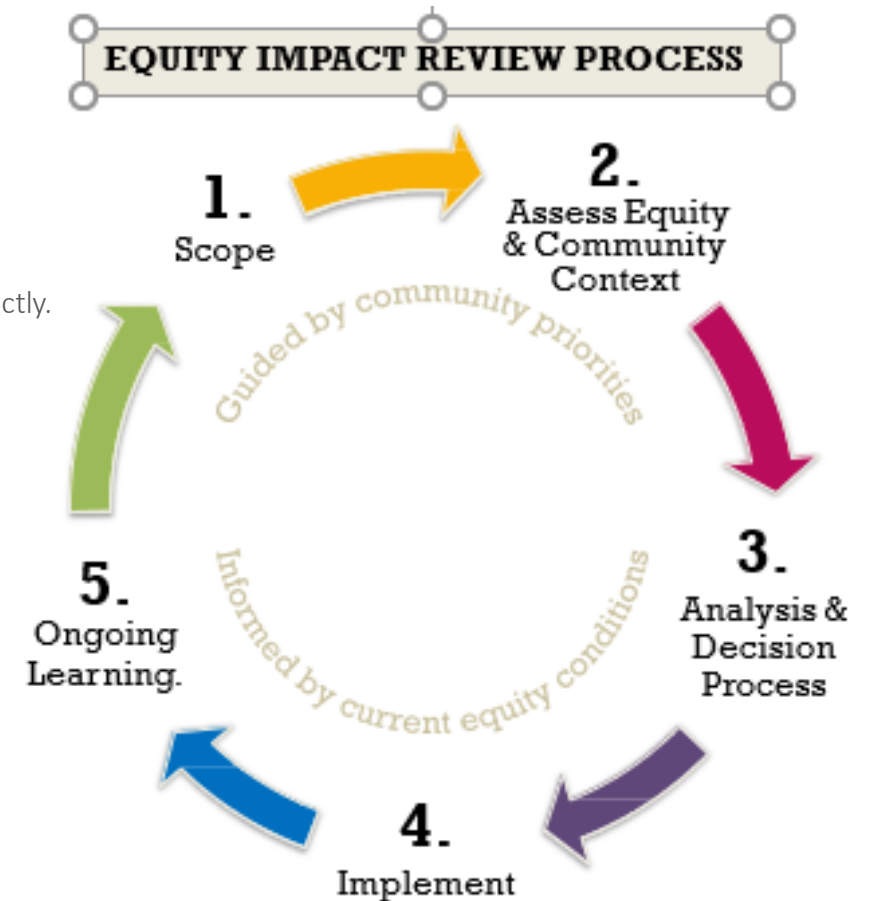 EQUITY IMPACT REVIEW PROCESS
1.
Scope
2.
Assess Equity
& Community
Context
ctly.
Guided by community priorities
3.
Analysis &
Decision
Process
Informed by current equity conditions
5.
Ongoing
Learning.
4.
Implement